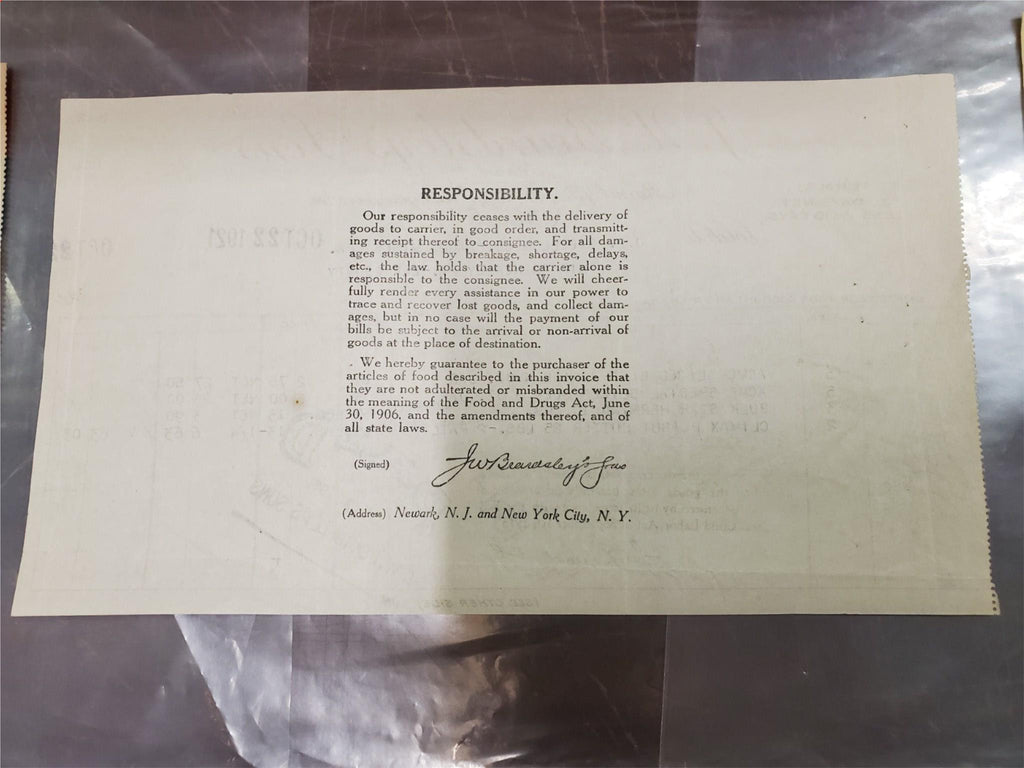 RESPONSIBILITY.
Our responsibility ceases with the delivery of
goods to carrier, in good order, and transmitt-
ing receipt thereof to consignee. For all dam-
ages sustained by breakage, shortage, delays,
etc., the law holds that the carrier alone is
responsible to the consignee. We will cheer-
fully render every assistance in our power to
trace and recover lost goods, and collect dam-
ages, but in no case will the payment of our
bills be subject to the arrival or non-arrival of
goods at the place of destination.
We hereby guarantee to the purchaser of the
articles of food described in this invoice that
they are not adulterated or misbranded within
the meaning of the Food and Drugs Act, June
30, 1906, and the amendments thereof, and of
all state laws.
(Signed) J W Beardsley's Sons
(Address) Newark, N. J. and New York City, N. Y.